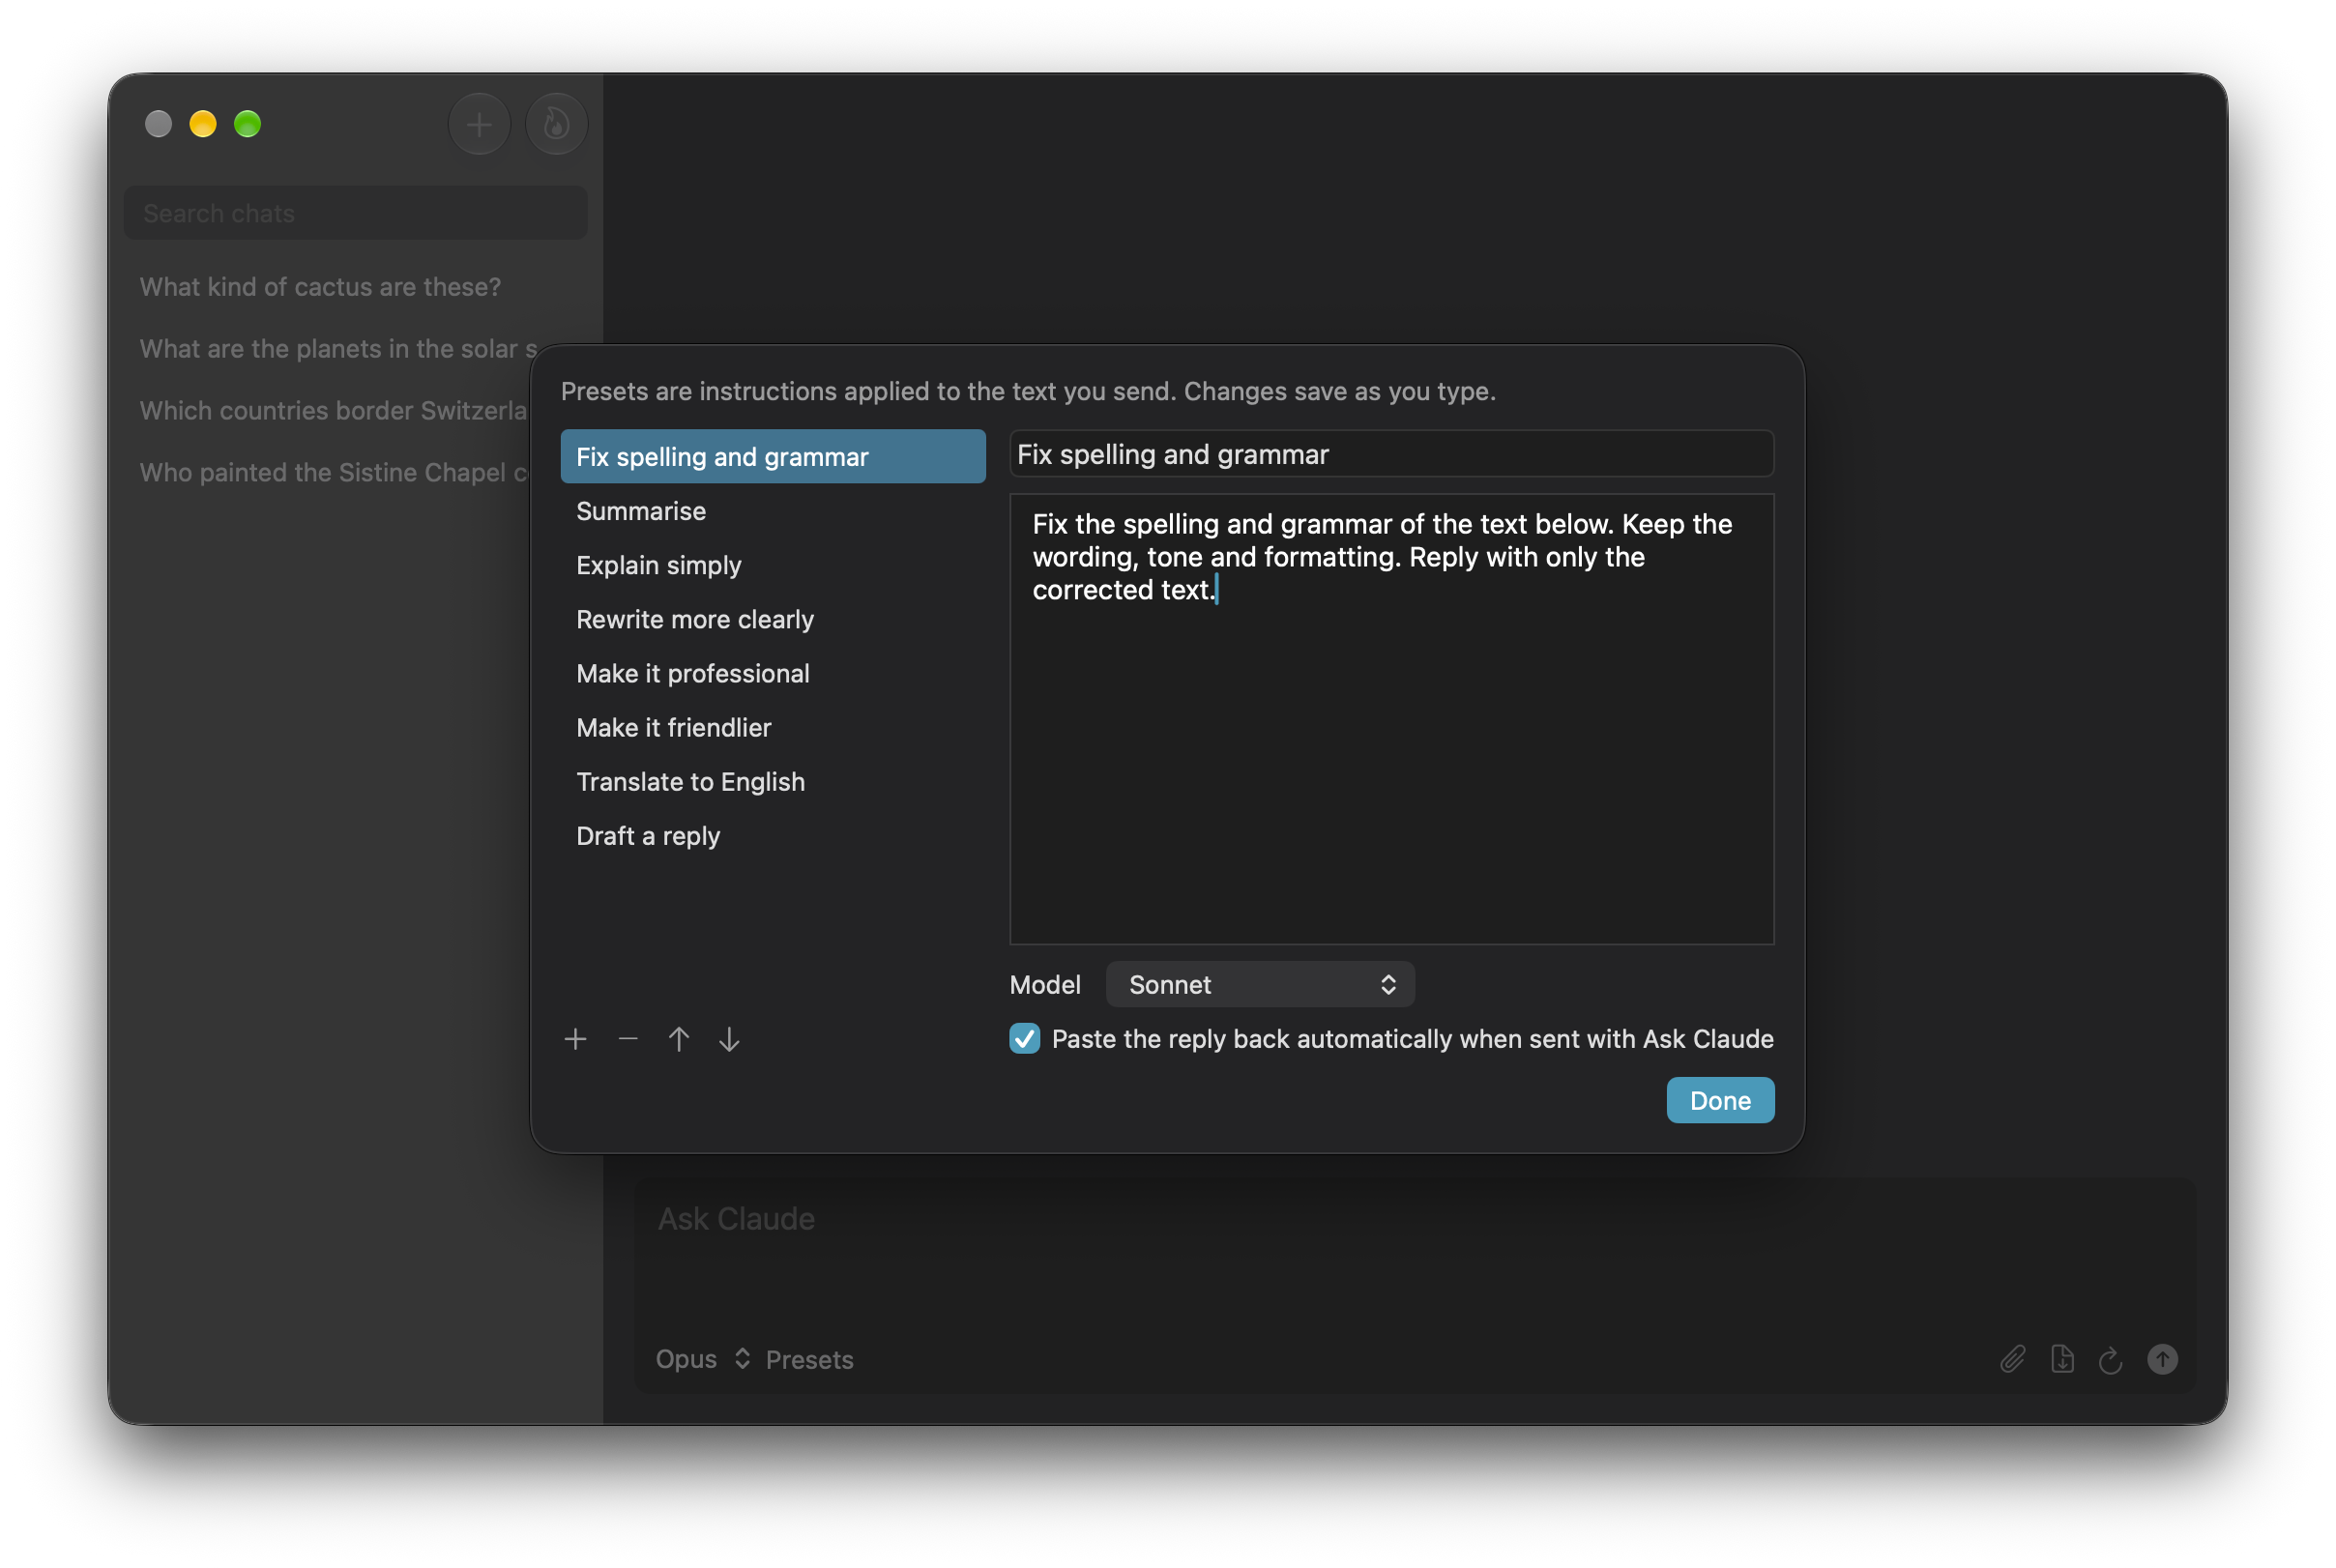 Search chats
What kind of cactus are these?
What are the planets in the solar s
Which countries border Switzerla
Who painted the Sistine Chapel c
Presets are instructions applied to the text you send. Changes save as you type.
Fix spelling and grammar
Summarise
Explain simply
Rewrite more clearly
Make it professional
Make it friendlier
Translate to English
Draft a reply
Fix spelling and grammar
Fix the spelling and grammar of the text below. Keep the
wording, tone and formatting. Reply with only the
corrected text.
Model Sonnet
Paste the reply back automatically when sent with Ask Claude
Done
Ask Claude
Opus Presets